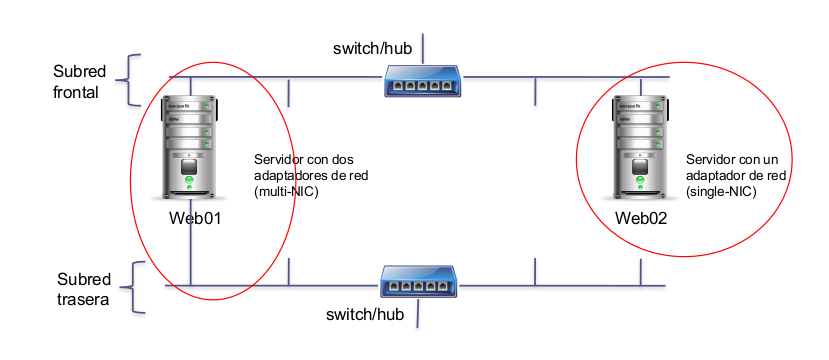 switch/hub
Subred
frontal
Servidor con dos
adaptadores de red
(multi-NIC)
Servidor con un
adaptador de red
(single-NIC)
Web01
Web02
Subred
trasera
switch/hub